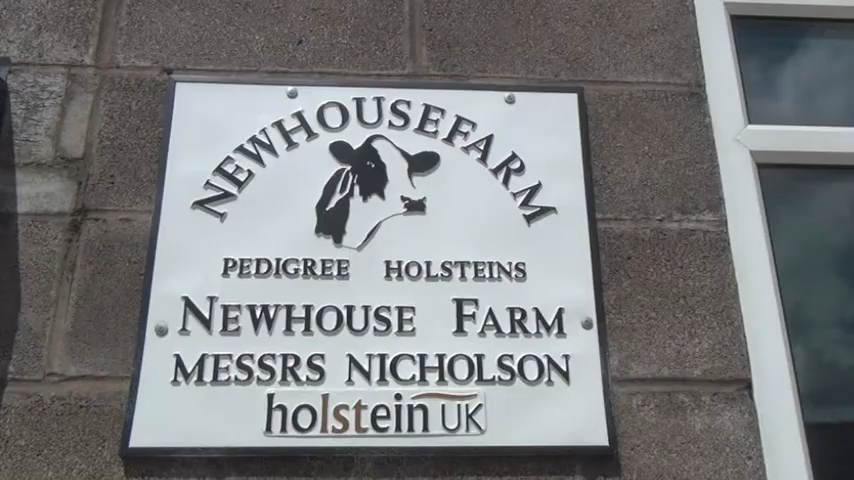 NEWHOUSEFARM
PEDIGREE HOLSTEINS
NEWHOUSE FARM
MESSRS NICHOLSON
holstein UK